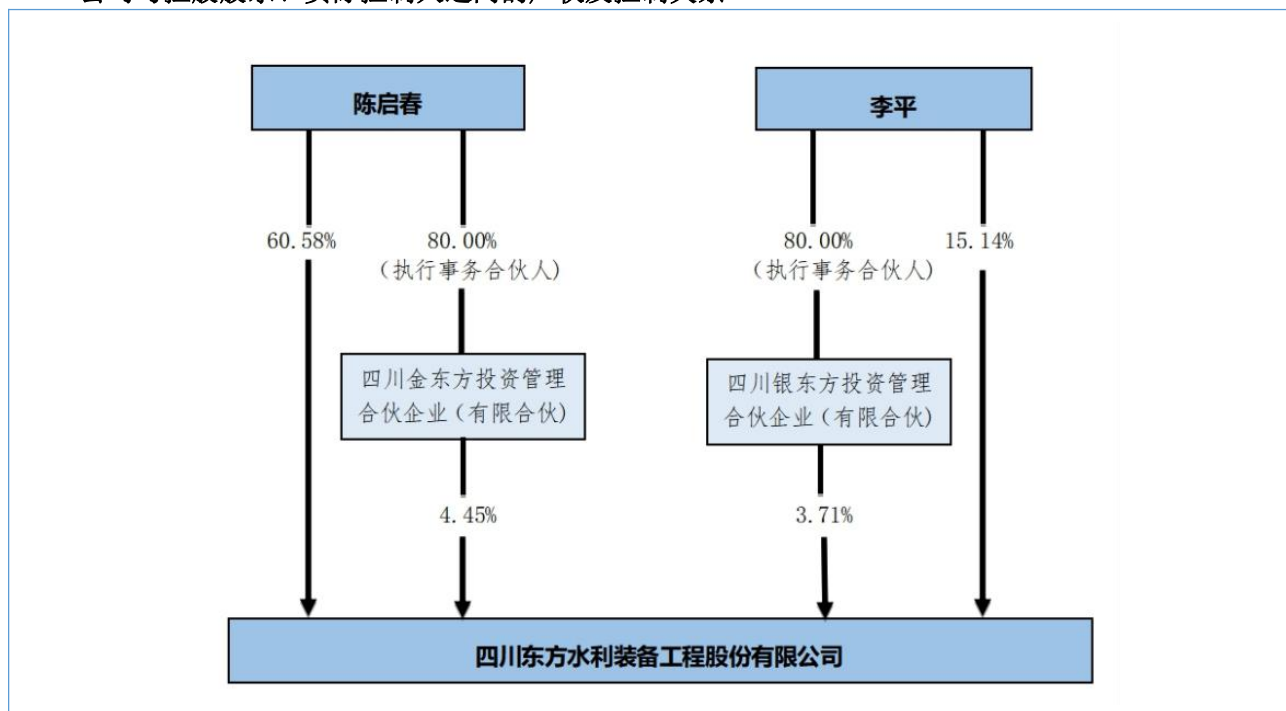 陈启春
李平
60.58%
80.00%
(执行事务合伙人)
80.00%
(执行事务合伙人)
15.14%
四川金东方投资管理
合伙企业(有限合伙)
四川银东方投资管理
合伙企业(有限合伙)
4.45%
3.71%
四川东方水利装备工程股份有限公司